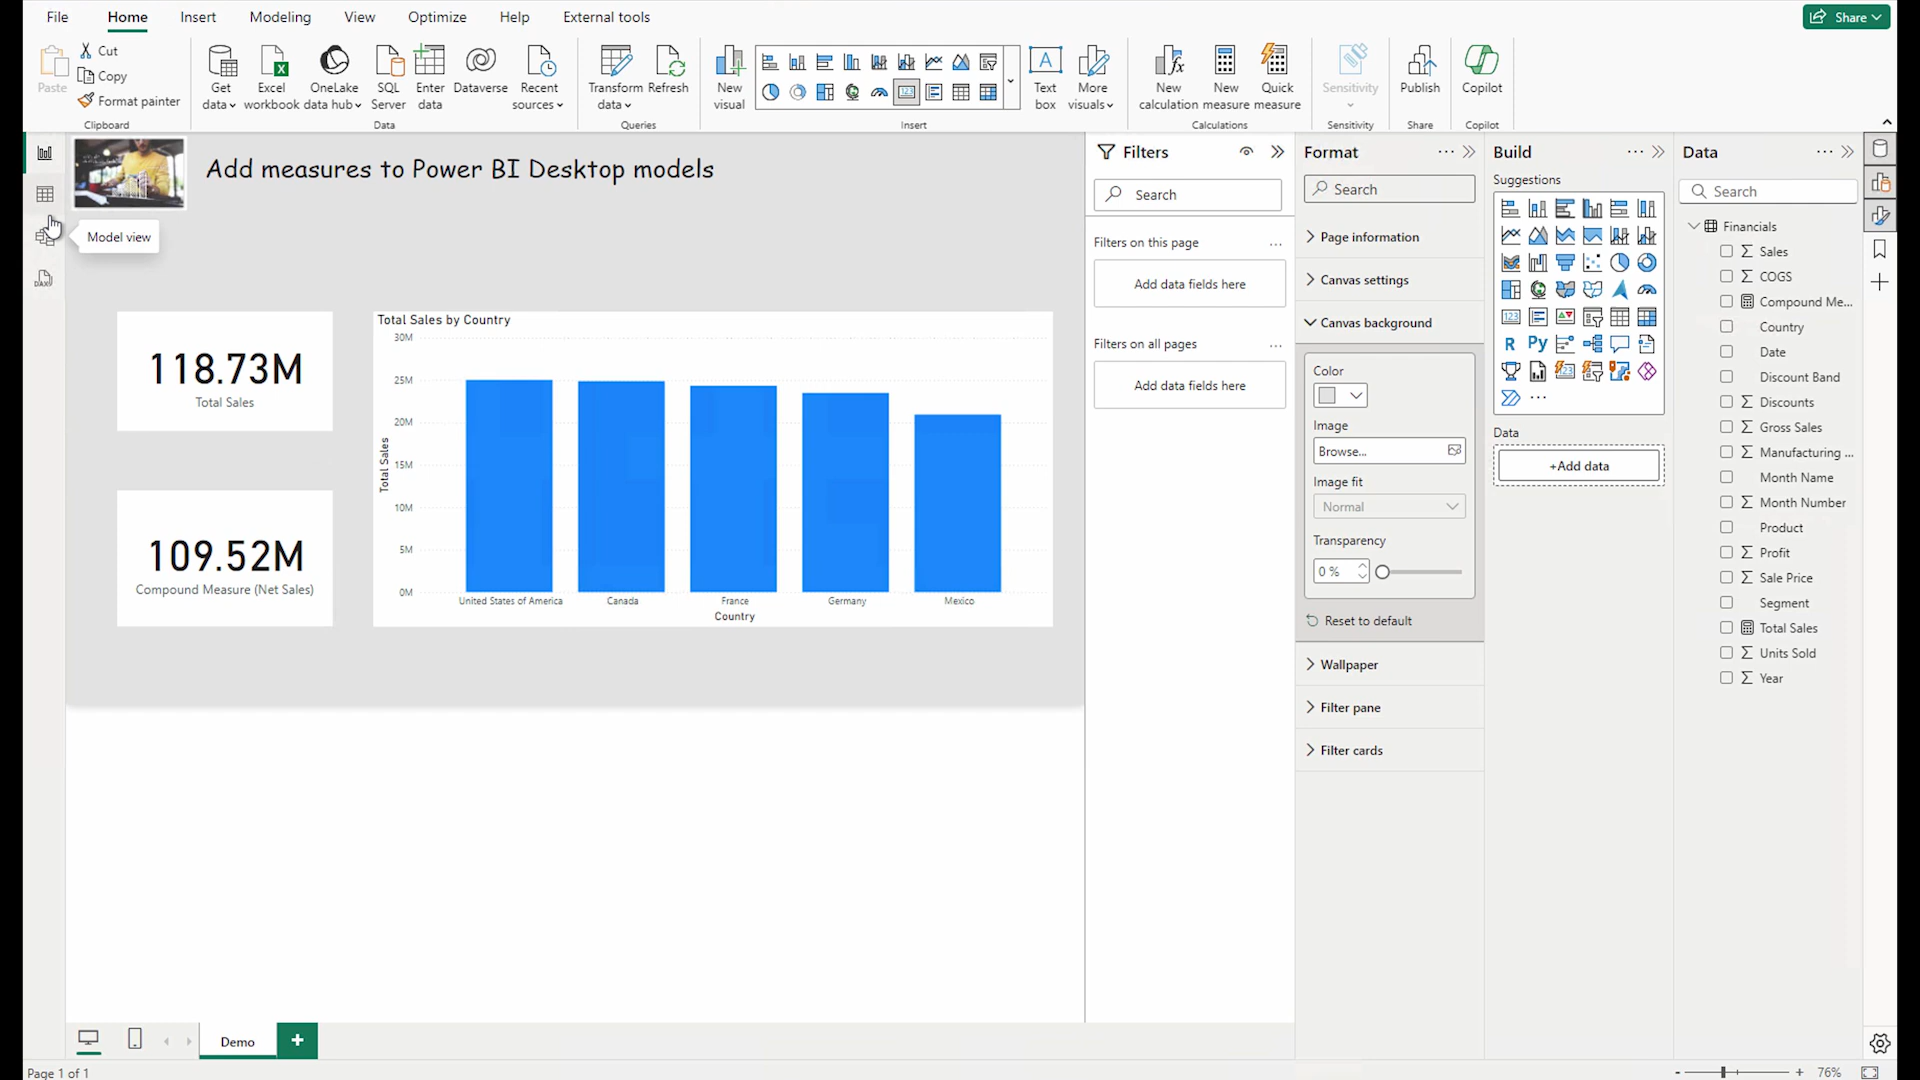 File
Home
Insert
Modeling
View
Optimize
Help
External tools
Share
Paste
Cut
Copy
Format painter
Clipboard
Get data
Excel workbook
OneLake data hub
SQL Server
Enter data
Dataverse
Recent sources
Data
Transform data
Refresh
Queries
New visual
Text box
More visuals
Insert
New calculation
New measure
Quick measure
Calculations
Sensitivity
Sensitivity
Publish
Share
Copilot
Copilot
Model view
Add measures to Power BI Desktop models
118.73M
Total Sales
109.52M
Compound Measure (Net Sales)
Total Sales by Country
30M
25M
20M
15M
10M
5M
0M
Total Sales
United States of America
Canada
France
Germany
Mexico
Country
Filters
Search
Filters on this page
Add data fields here
Filters on all pages
Add data fields here
Format
Search
Page information
Canvas settings
Canvas background
Color
Image
Browse...
Image fit
Normal
Transparency
0 %
Reset to default
Wallpaper
Filter pane
Filter cards
Build
Suggestions
123
R
Py
Data
+Add data
Data
Search
Financials
Sales
COGS
Compound Me...
Country
Date
Discount Band
Discounts
Gross Sales
Manufacturing ...
Month Name
Month Number
Product
Profit
Sale Price
Segment
Total Sales
Units Sold
Year
Demo
Page 1 of 1
76%